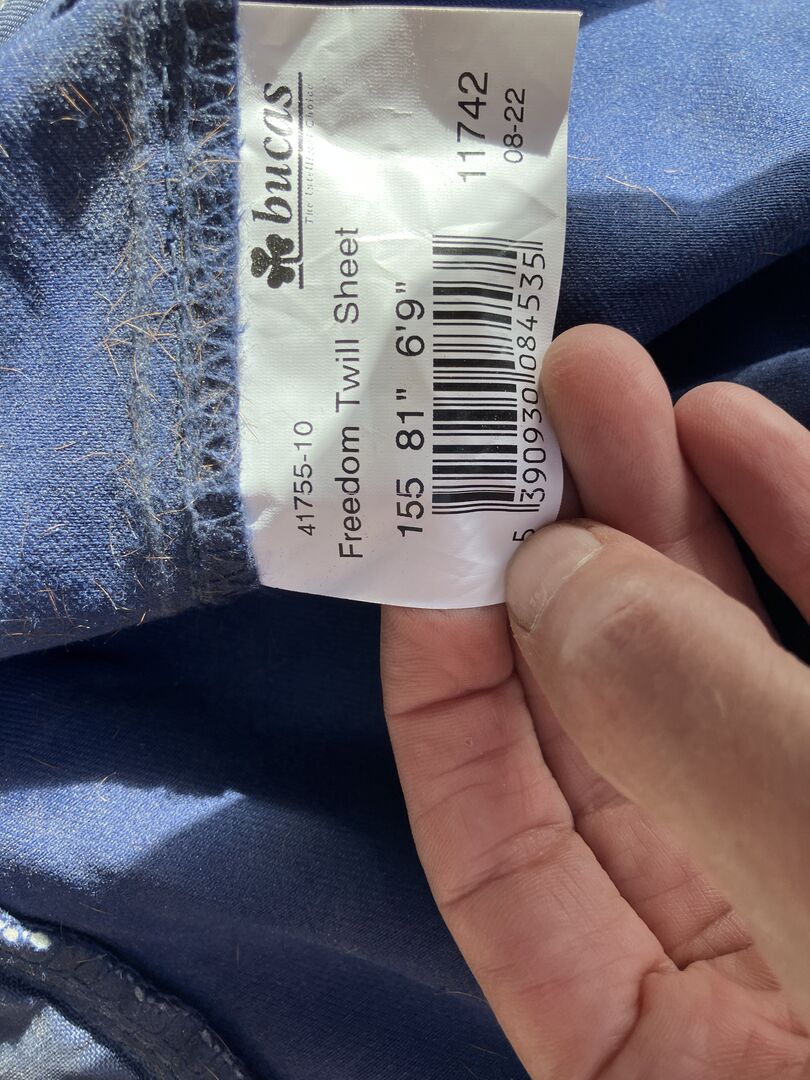 bucas
The Intelligent Choice
41755-10
Freedom Twill Sheet
155 81" 6'9"
11742
08-22
5 390930 084535